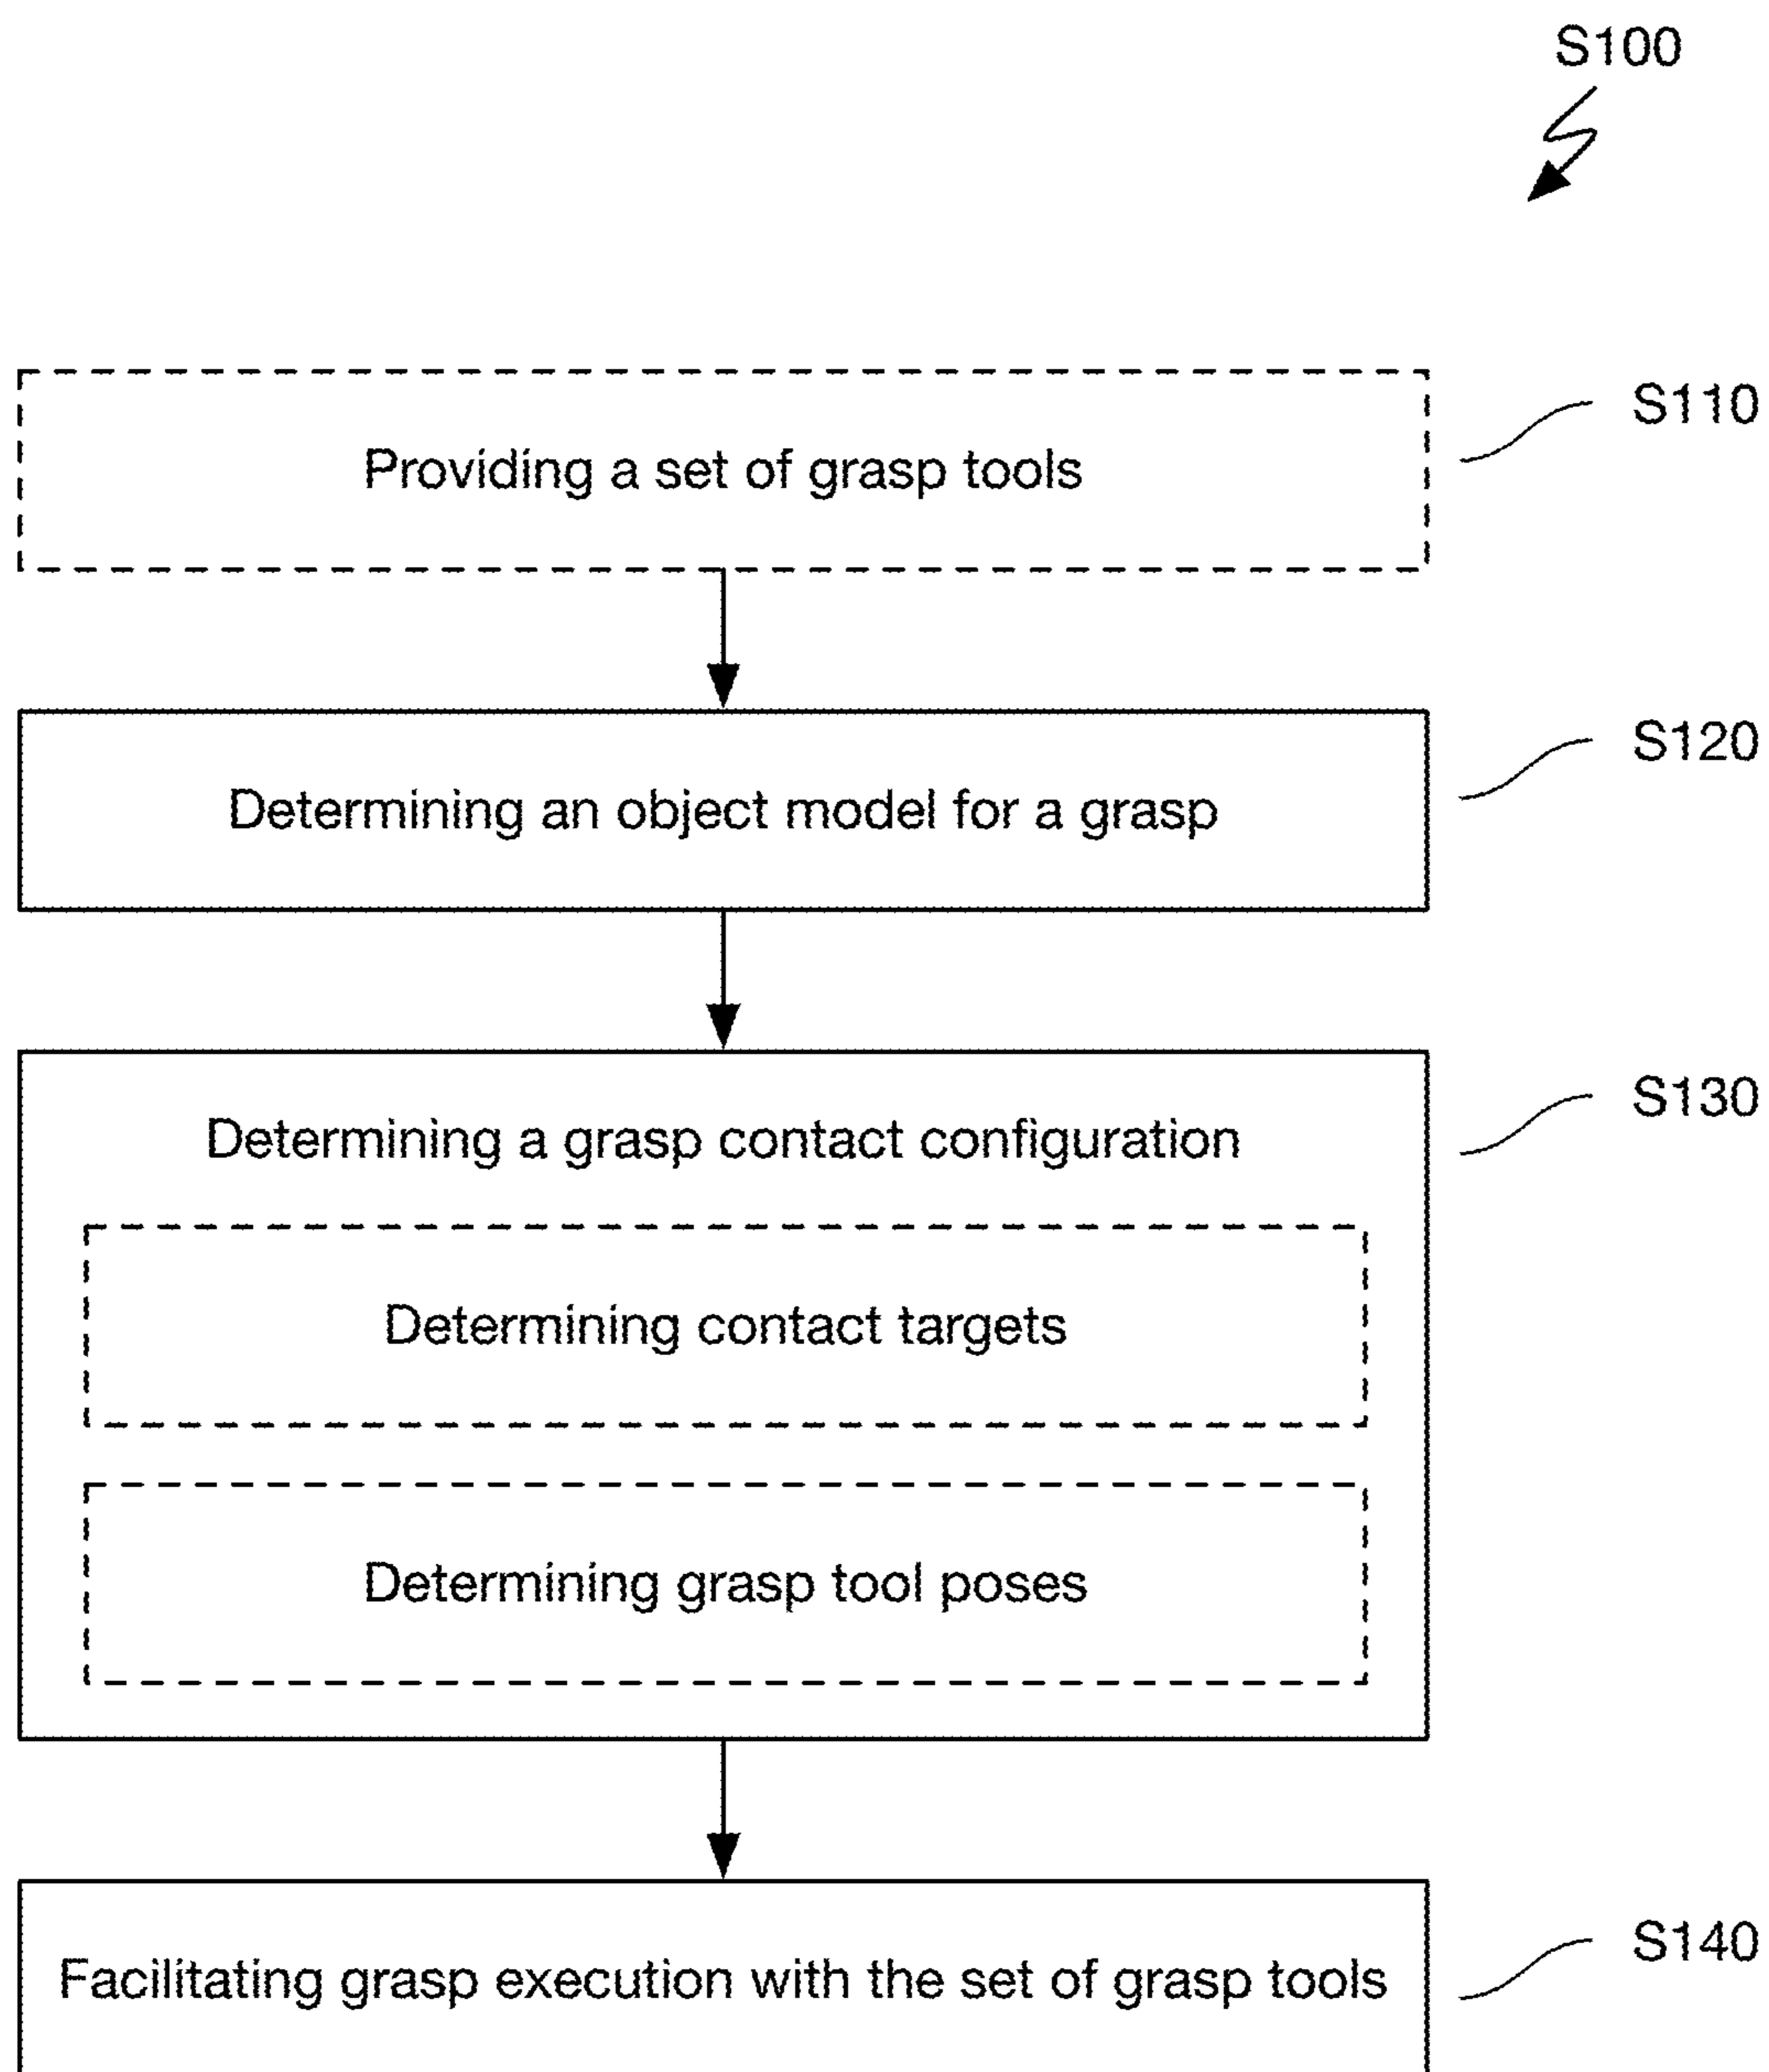 S100
Providing a set of grasp tools
S110
Determining an object model for a grasp
S120
Determining a grasp contact configuration
S130
Determining contact targets
Determining grasp tool poses
Facilitating grasp execution with the set of grasp tools
S140